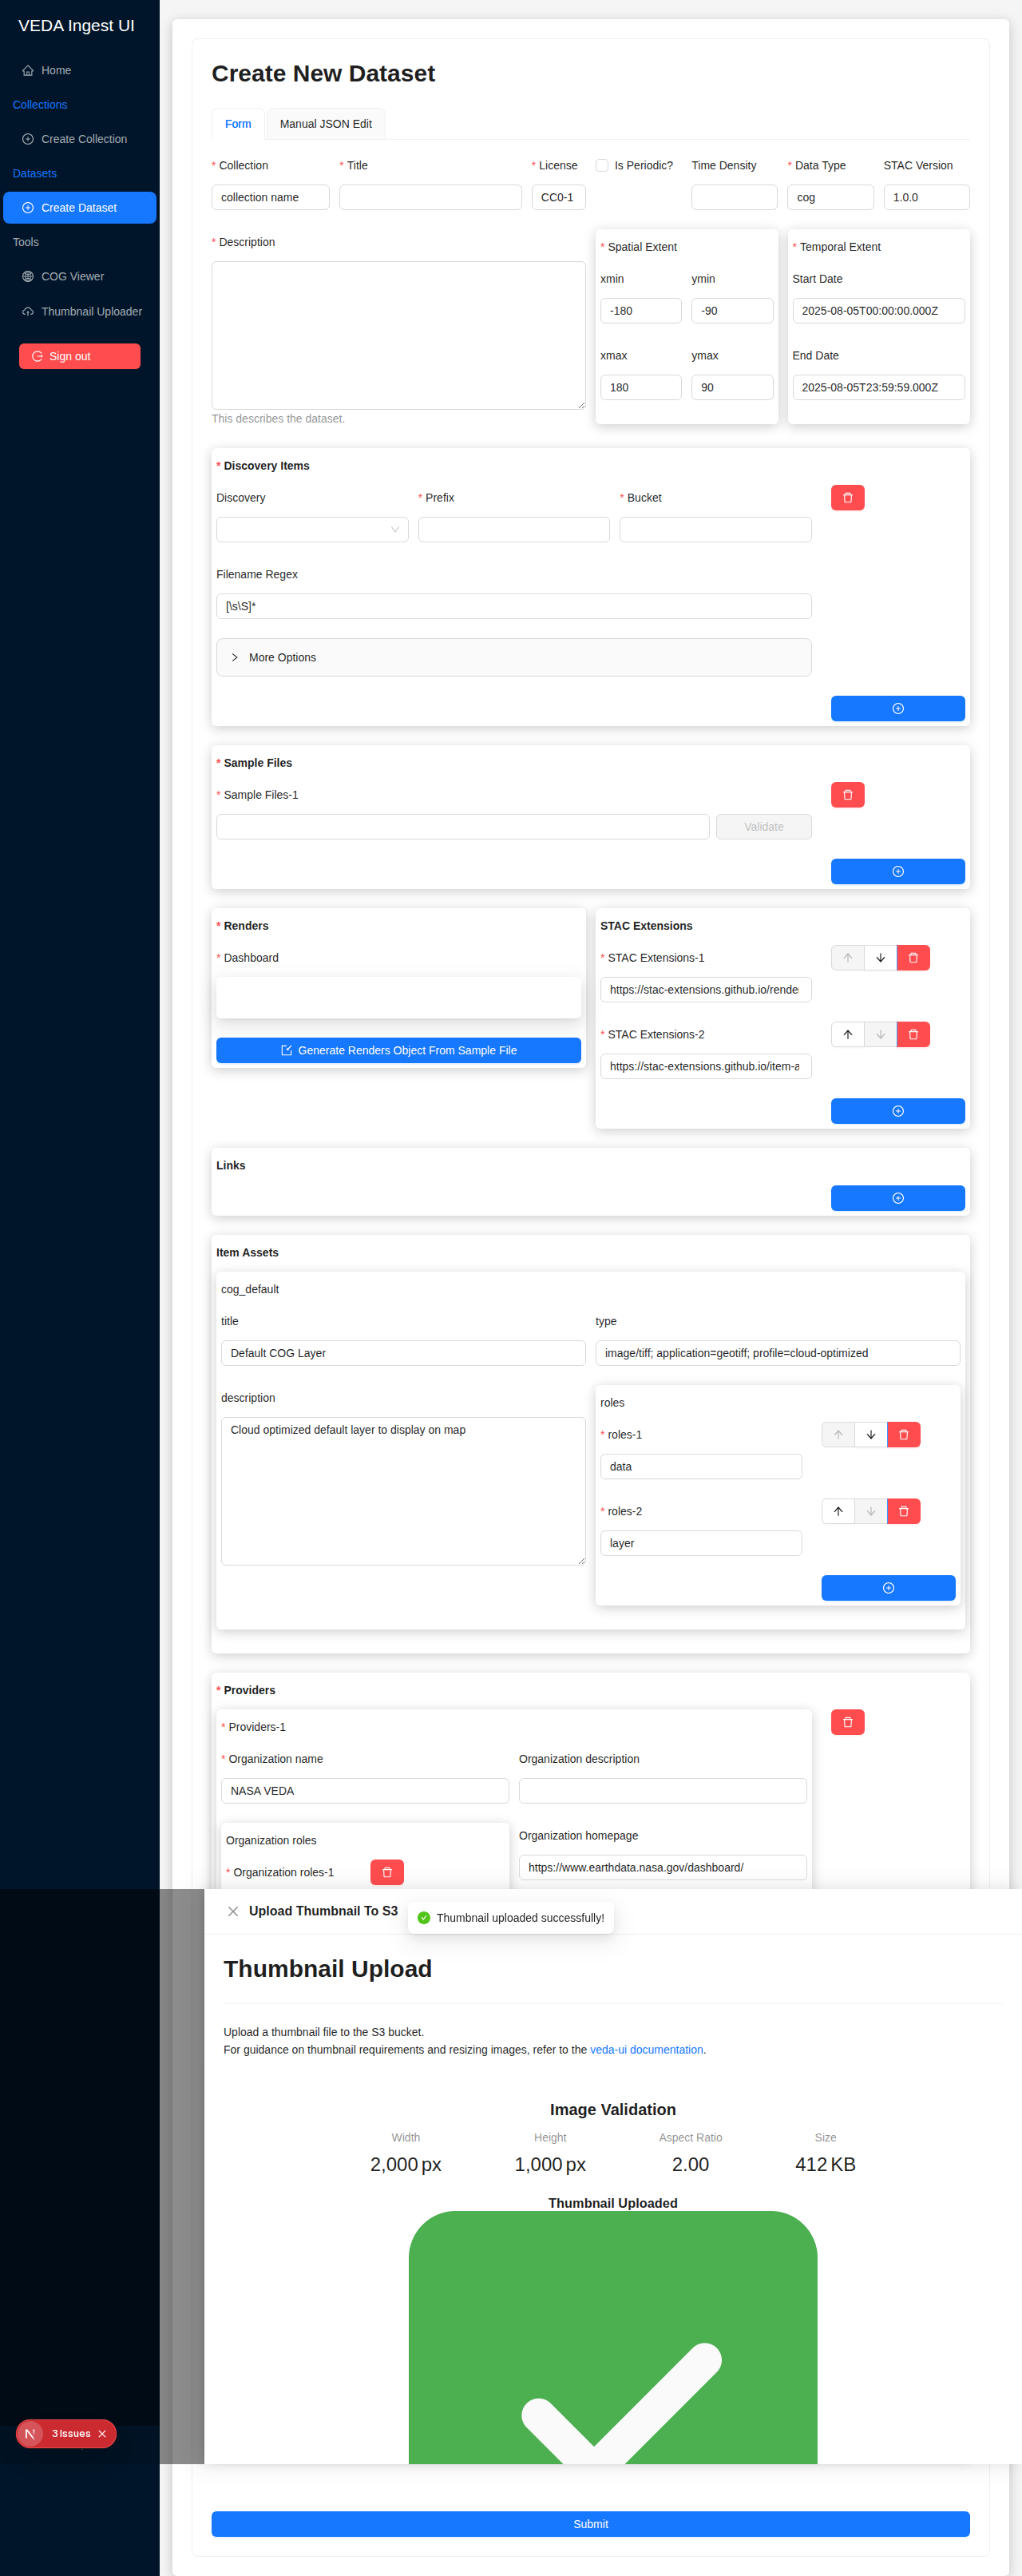 VEDA Ingest UI
Home
Collections
Create Collection
Datasets
Create Dataset
Tools
COG Viewer
Thumbnail Uploader
Sign out
Create New Dataset
Form
Manual JSON Edit
* Collection
* Title
* License
Is Periodic?
Time Density
* Data Type
STAC Version
collection name
CC0-1
cog
1.0.0
* Description
This describes the dataset.
* Spatial Extent
xmin
ymin
-180
-90
xmax
ymax
180
90
* Temporal Extent
Start Date
2025-08-05T00:00:00.000Z
End Date
2025-08-05T23:59:59.000Z
* Discovery Items
Discovery
* Prefix
* Bucket
Filename Regex
[\s\S]*
More Options
* Sample Files
* Sample Files-1
Validate
* Renders
* Dashboard
Generate Renders Object From Sample File
STAC Extensions
* STAC Extensions-1
https://stac-extensions.github.io/rende
* STAC Extensions-2
https://stac-extensions.github.io/item-a
Links
Item Assets
cog_default
title
type
Default COG Layer
image/tiff; application=geotiff; profile=cloud-optimized
description
Cloud optimized default layer to display on map
roles
* roles-1
data
* roles-2
layer
* Providers
* Providers-1
* Organization name
Organization description
NASA VEDA
Organization roles
* Organization roles-1
Organization homepage
https://www.earthdata.nasa.gov/dashboard/
Upload Thumbnail To S3
Thumbnail uploaded successfully!
Thumbnail Upload
Upload a thumbnail file to the S3 bucket.
For guidance on thumbnail requirements and resizing images, refer to the veda-ui documentation.
Image Validation
Width
Height
Aspect Ratio
Size
2,000 px
1,000 px
2.00
412 KB
Thumbnail Uploaded
N
3 Issues
Submit